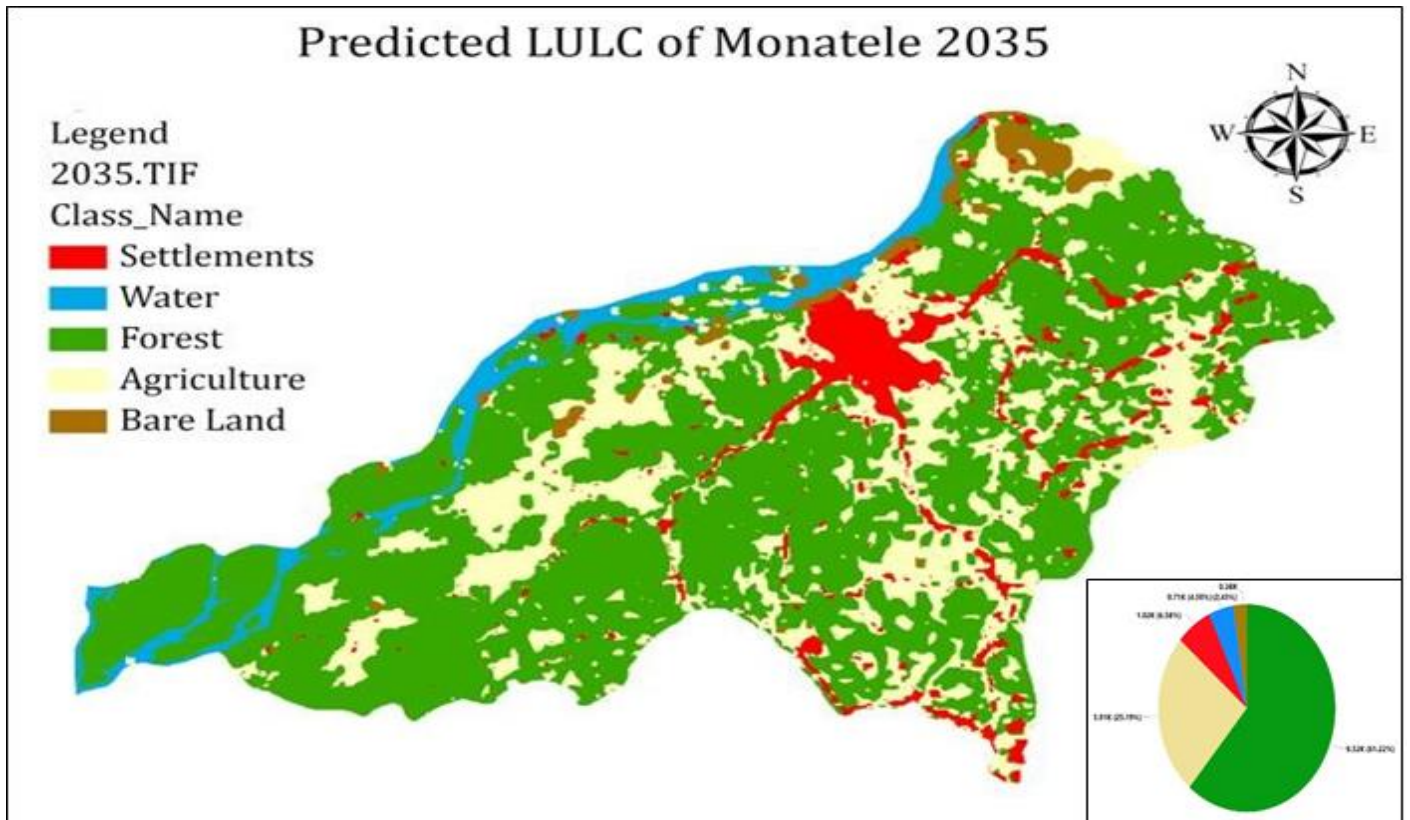 Predicted LULC of Monatele 2035
N
W E
S
Legend
2035.TIF
Class_Name
Settlements
Water
Forest
Agriculture
Bare Land